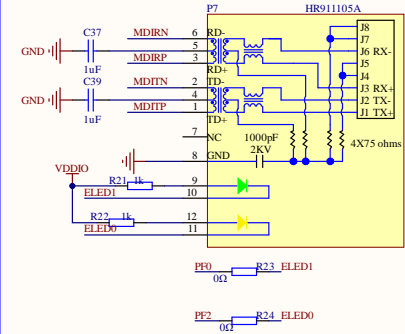 P7 HR911105A
J8
J7
J6 RX-
J5
J4
J3 RX+
J2 TX-
J1 TX+
C37
GND
1uF
MDIRN 6 RD-
5
MDIRP 3
RD+
C39
GND
1uF
MDITN 2 TD-
4
MDITP 1
TD+
7 NC
1000pF
2KV
4X75 ohms
8 GND
VDDIO
R21 1k 9
ELED1 10
R22 1k 12
ELED0 11
PF0 R23 ELED1
0Ω
PF2 R24 ELED0
0Ω